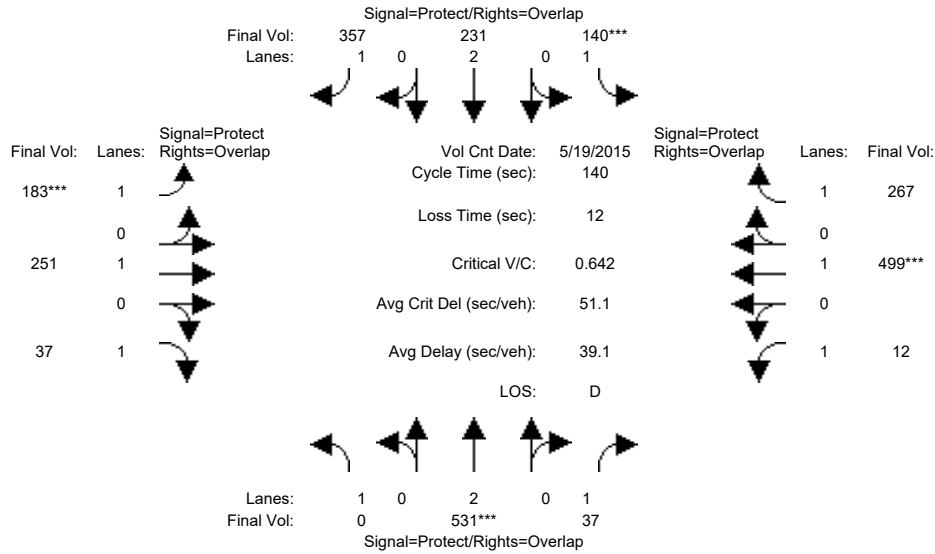 Signal=Protect/Rights=Overlap
Final Vol: 357 231 140***
Lanes: 1 0 2 0 1
Signal=Protect
Final Vol: Lanes: Rights=Overlap
Vol Cnt Date: 5/19/2015
Signal=Protect
Rights=Overlap Lanes: Final Vol:
Cycle Time (sec): 140
183*** 1
1 267
Loss Time (sec): 12
0
0
251 1
Critical V/C: 0.642
1 499***
0
Avg Crit Del (sec/veh): 51.1
0
37 1
Avg Delay (sec/veh): 39.1
1 12
LOS: D
Lanes: 1 0 2 0 1
Final Vol: 0 531*** 37
Signal=Protect/Rights=Overlap